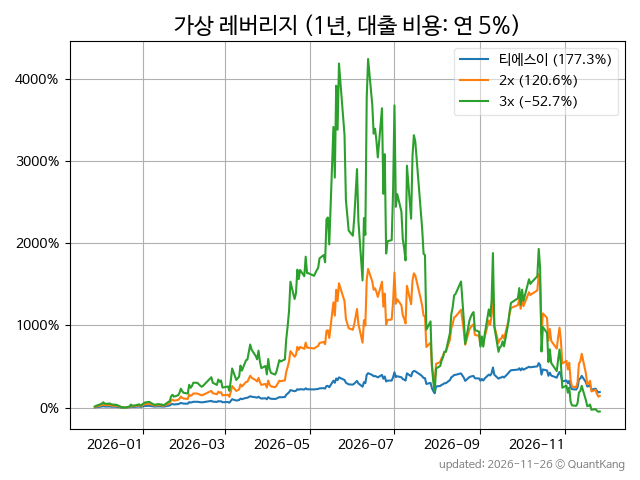 가상 레버리지 (1년, 대출 비용: 연 5%)
티에스이 (177.3%)
2x (120.6%)
3x (−52.7%)
4000%
3000%
2000%
1000%
0%
2026-01 2026-03 2026-05 2026-07 2026-09 2026-11
updated: 2026-11-26 © QuantKang